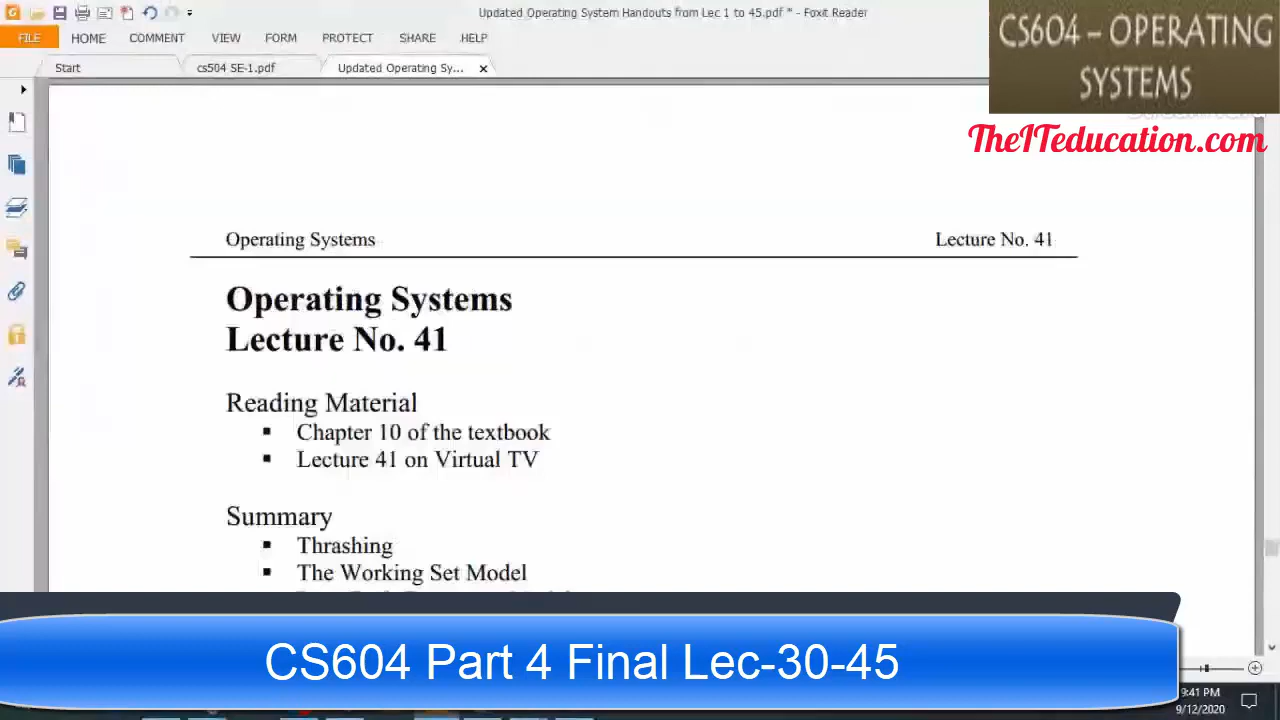 Updated Operating System Handouts from Lec 1 to 45.pdf * - Foxit Reader
FILE HOME COMMENT VIEW FORM PROTECT SHARE HELP
Start cs504 SE-1.pdf Updated Operating Sy... ×
CS604 – OPERATING
SYSTEMS
TheITeducation.com
Operating Systems Lecture No. 41
Operating Systems
Lecture No. 41
Reading Material
▪ Chapter 10 of the textbook
▪ Lecture 41 on Virtual TV
Summary
▪ Thrashing
▪ The Working Set Model
CS604 Part 4 Final Lec-30-45
9:41 PM
9/12/2020